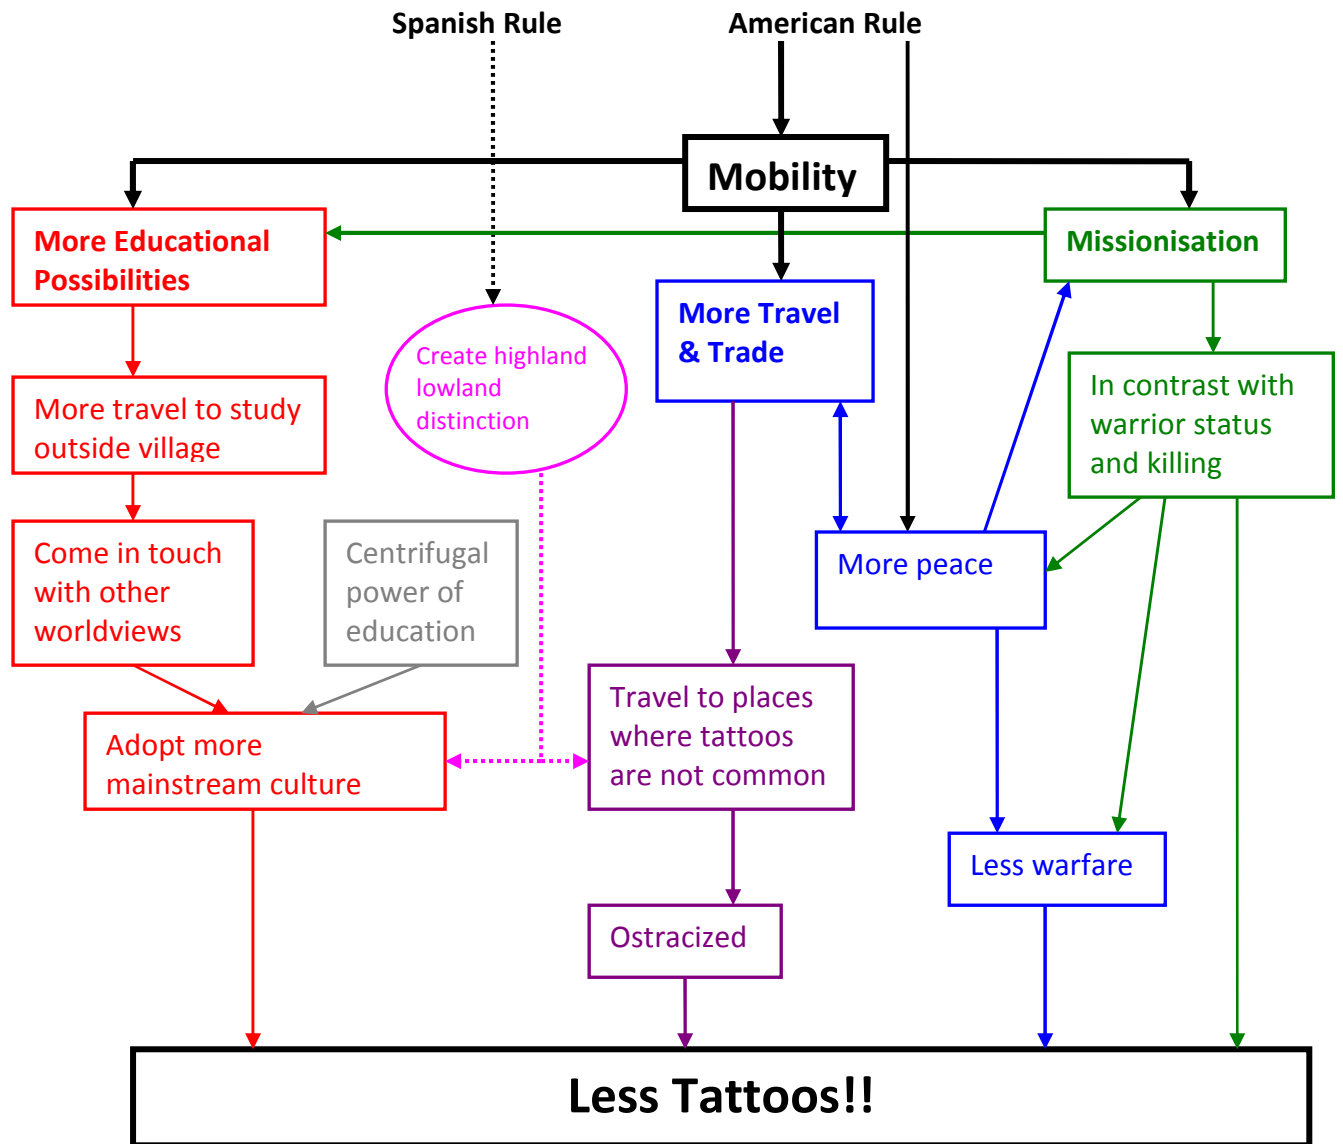 Spanish Rule
American Rule
Mobility
More Educational
Possibilities
Missionisation
More Travel
& Trade
Create highland
lowland
distinction
More travel to study
outside village
In contrast with
warrior status
and killing
Come in touch
with other
worldviews
Centrifugal
power of
education
More peace
Travel to places
where tattoos
are not common
Adopt more
mainstream culture
Less warfare
Ostracized
Less Tattoos!!